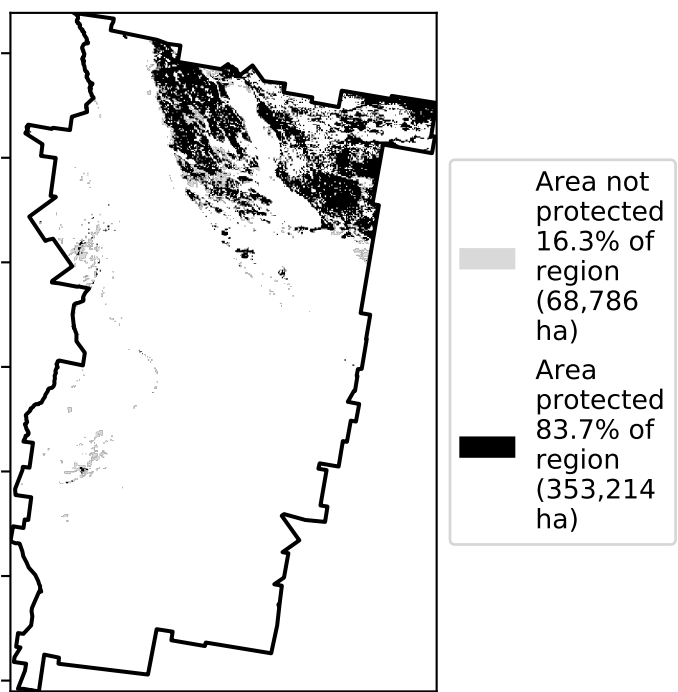 Area not
protected
16.3% of
region
(68,786
ha)
Area
protected
83.7% of
region
(353,214
ha)